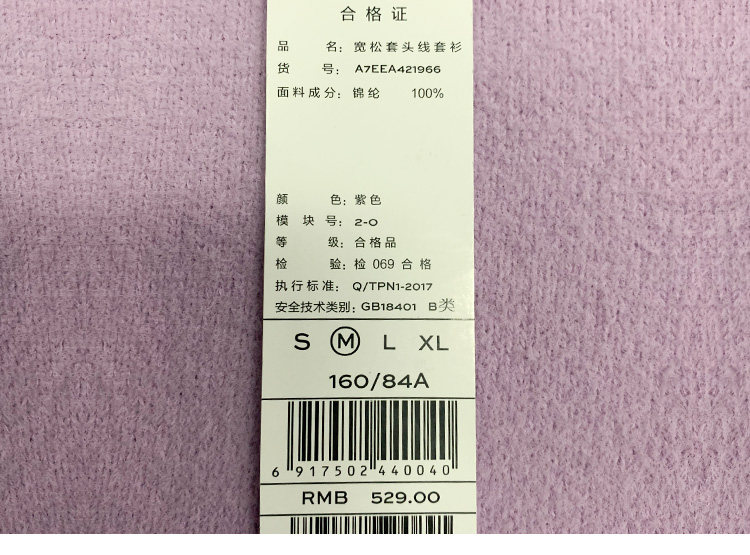 合格证
品 名: 宽松套头线套衫
货 号: A7EEA421966
面料成分: 锦纶 100%
颜 色: 紫色
模块号: 2-0
等 级: 合格品
检 验: 检 069 合格
执行标准: Q/TPN1-2017
安全技术类别: GB18401 B类
S M L XL
160/84A
6 917502 440040
RMB 529.00